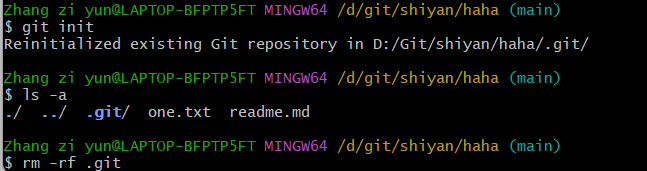 Zhang zi yun@LAPTOP-BFPTP5FT MINGW64 /d/git/shiyan/haha (main)
$ git init
Reinitialized existing Git repository in D:/Git/shiyan/haha/.git/
Zhang zi yun@LAPTOP-BFPTP5FT MINGW64 /d/git/shiyan/haha (main)
$ ls -a
./  ../  .git/  one.txt  readme.md
Zhang zi yun@LAPTOP-BFPTP5FT MINGW64 /d/git/shiyan/haha (main)
$ rm -rf .git